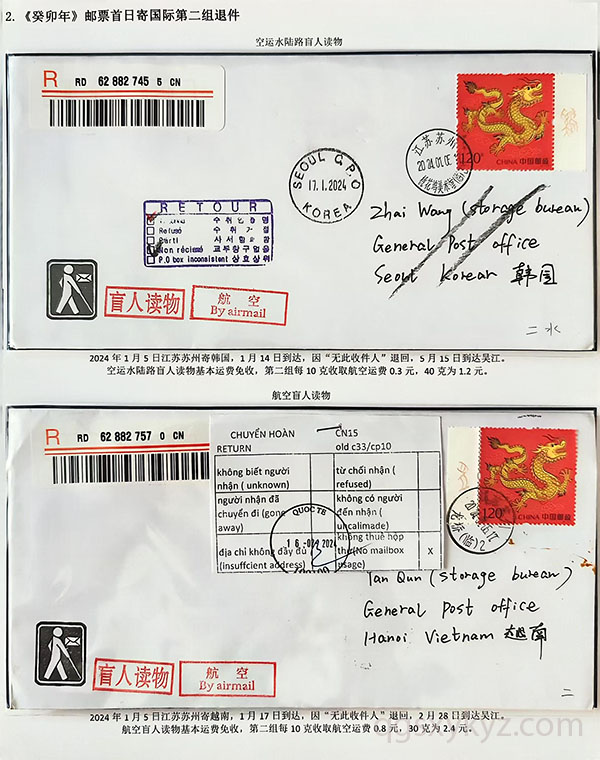 2. 《癸卯年》邮票首日寄国际第二组退件
空运水陆路盲人读物
R RD 62 882 745 5 CN
120
CHINA 中国邮政
江苏苏州
SEOUL G.P.O
17.1.2024
KOREA
RETOUR
수취인불명
Refusé 수취거절
Parti
Non réclamé
P.O box inconsistent
Zhai Wang (storage bureau)
General Post office
Seoul Korean 韩国
盲人读物
航空
By airmail
二 水
2024 年 1 月 5 日江苏苏州寄韩国，1 月 14 日到达，因“无此收件人”退回，5 月 15 日到达吴江。
空运水陆路盲人读物基本运费免收，第二组每 10 克收取航空运费 0.3 元，40 克为 1.2 元。
航空盲人读物
R RD 62 882 757 0 CN
CHUYỂN HOÀN CN15
RETURN old c33/cp10
không biết người từ chối nhận (
nhận ( unknown) refused)
người nhận đã không có người
chuyển đi (gone đến nhận (
away) uncalimade)
địa chỉ không đầy đủ không thuê hộp
(insuffcient address) thư(No mailbox
usage) x
QUOC TE
120
CHINA 中国邮政
Yan Qun (storage bureau)
General Post office
Hanoi Vietnam 越南
盲人读物
航空
By airmail
二
2024 年 1 月 5 日江苏苏州寄越南，1 月 17 日到达，因“无此收件人”退回，2 月 28 日到达吴江。
航空盲人读物基本运费免收，第二组每 10 克收取航空运费 0.8 元，30 克为 2.4 元。